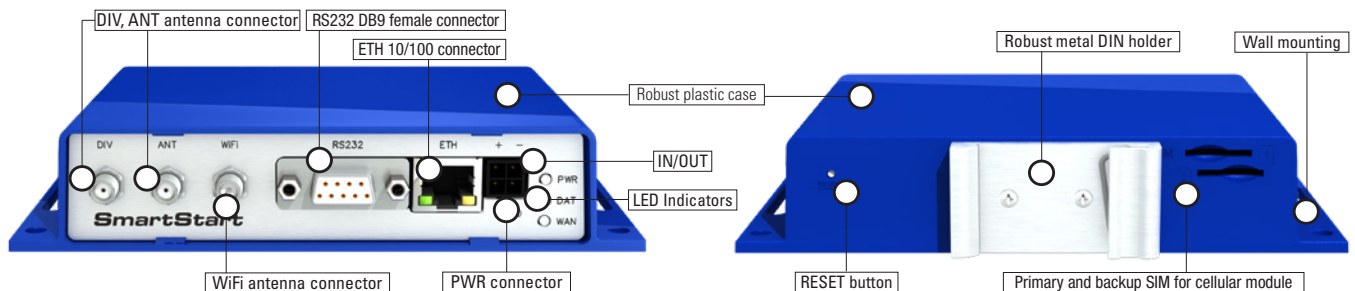 DIV, ANT antenna connector
RS232 DB9 female connector
ETH 10/100 connector
Robust metal DIN holder
Wall mounting
Robust plastic case
DIV
ANT
WiFi
RS232
ETH
+ −
IN/OUT
PWR
DAT
LED Indicators
WAN
SmartStart
WiFi antenna connector
PWR connector
RESET button
Primary and backup SIM for cellular module